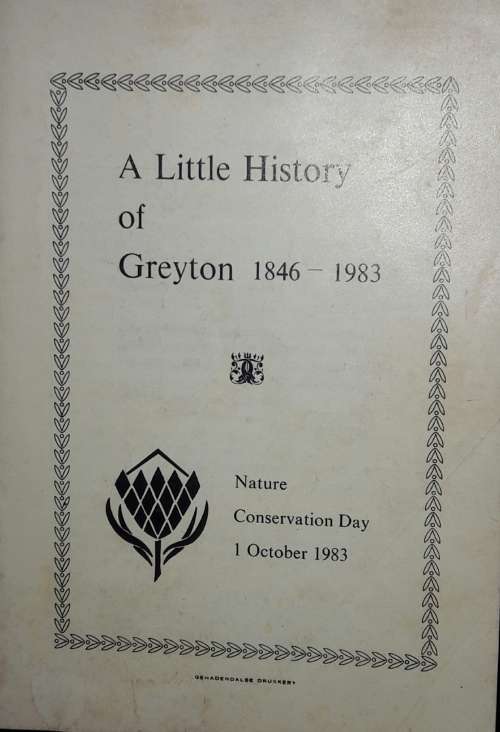 A Little History
of
Greyton 1846 – 1983
Nature
Conservation Day
1 October 1983
GENADENDALSE DRUKKERY